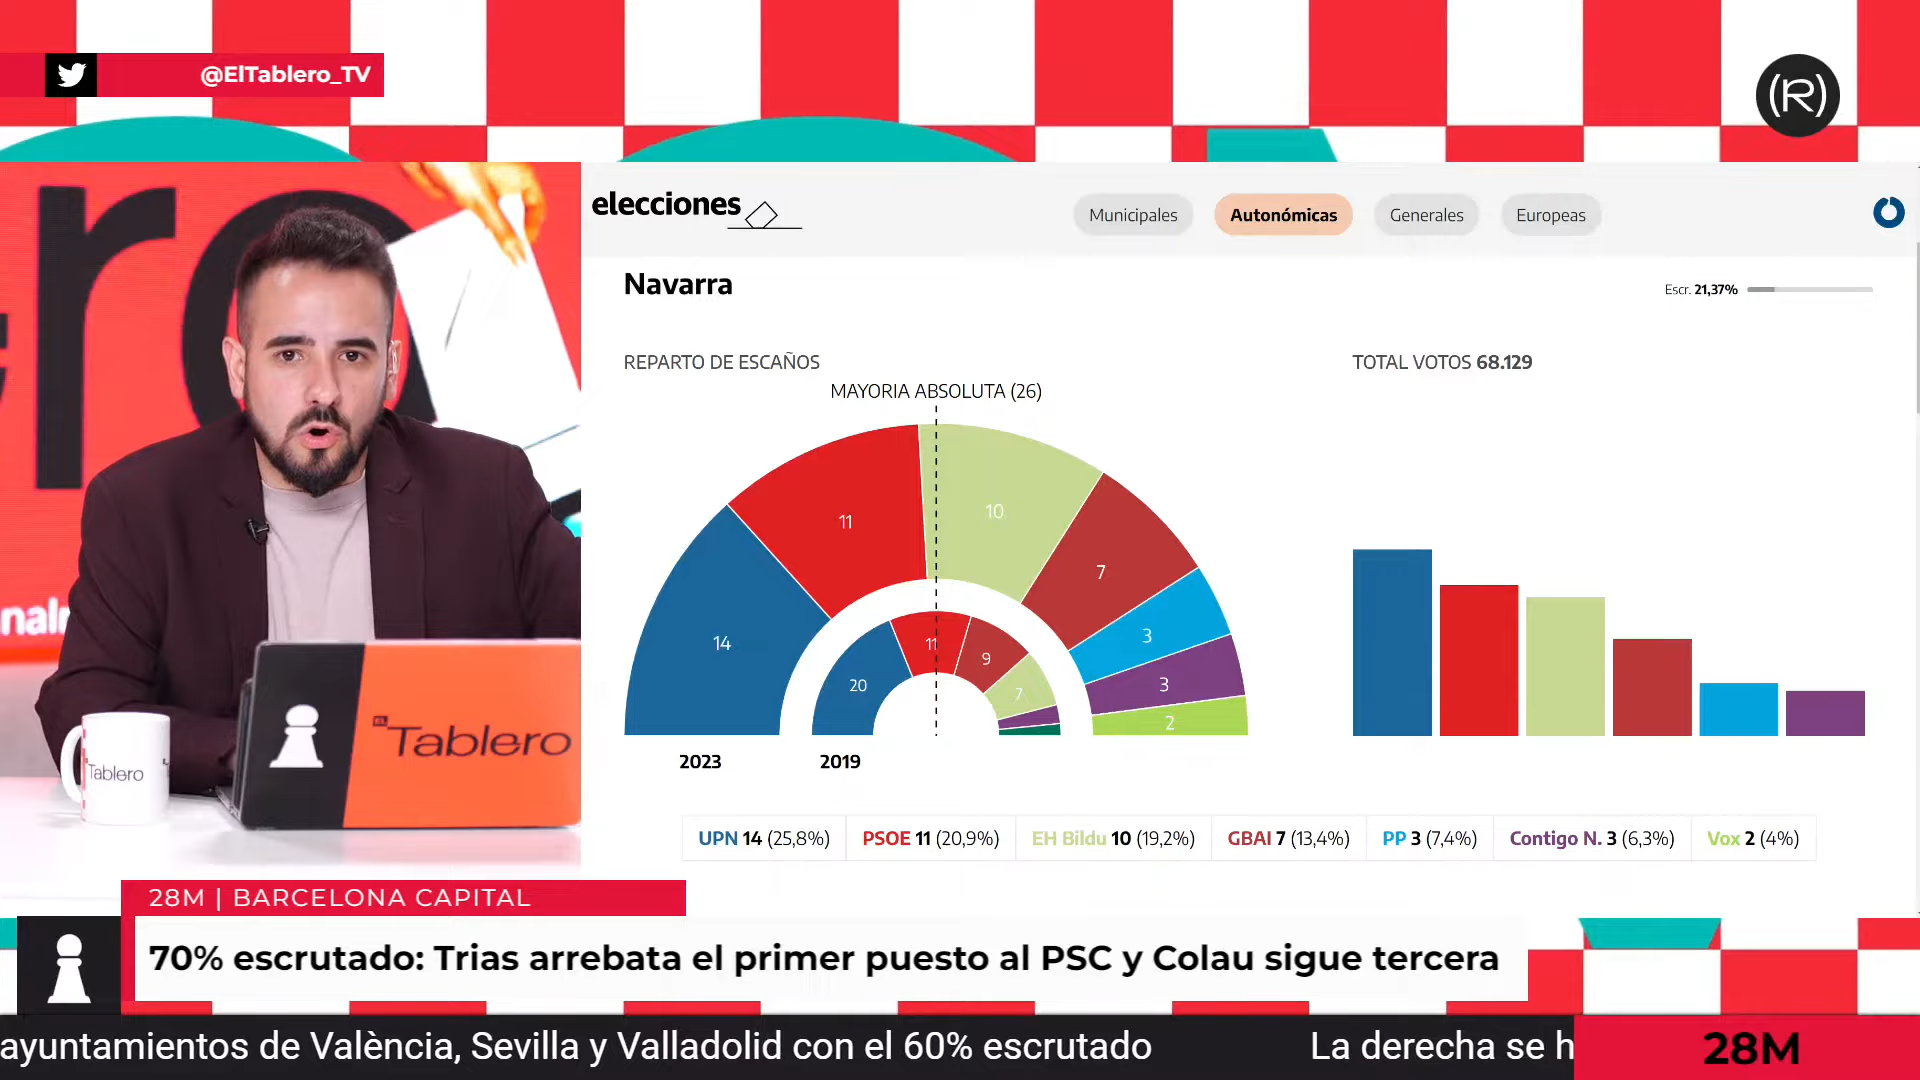 @ElTablero_TV
(R)
elecciones
Municipales
Autonómicas
Generales
Europeas
Navarra
Escr. 21,37%
REPARTO DE ESCAÑOS
MAYORIA ABSOLUTA (26)
TOTAL VOTOS 68.129
14
11
10
7
3
3
2
20
11
9
7
2023
2019
UPN 14 (25,8%)
PSOE 11 (20,9%)
EH Bildu 10 (19,2%)
GBAI 7 (13,4%)
PP 3 (7,4%)
Contigo N. 3 (6,3%)
Vox 2 (4%)
EL Tablero
Tablero
28M | BARCELONA CAPITAL
70% escrutado: Trias arrebata el primer puesto al PSC y Colau sigue tercera
ayuntamientos de València, Sevilla y Valladolid con el 60% escrutado
La derecha se h
28M